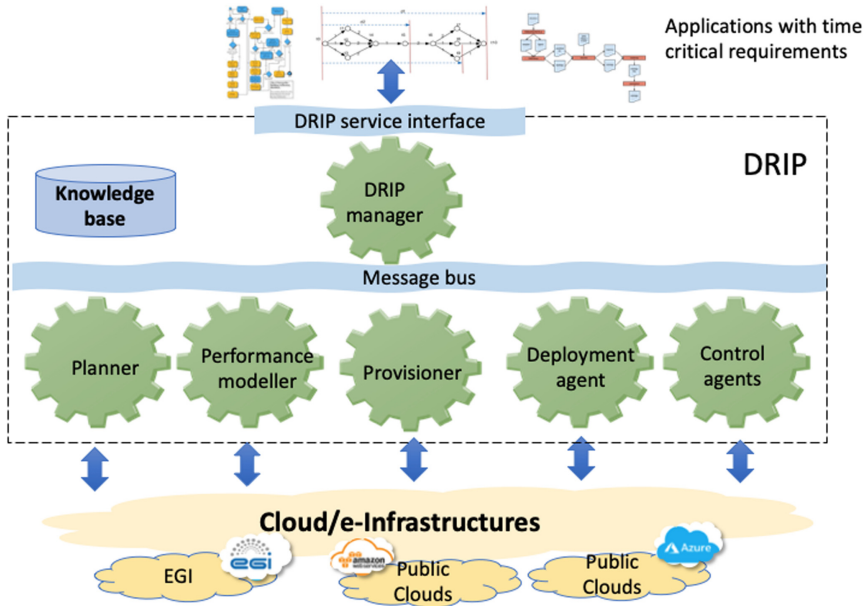 Applications with time
critical requirements
DRIP service interface
DRIP
Knowledge
base
DRIP
manager
Message bus
Planner
Performance
modeller
Provisioner
Deployment
agent
Control
agents
Cloud/e-Infrastructures
EGI
egi
amazon
web services
Public
Clouds
Public
Clouds
Azure